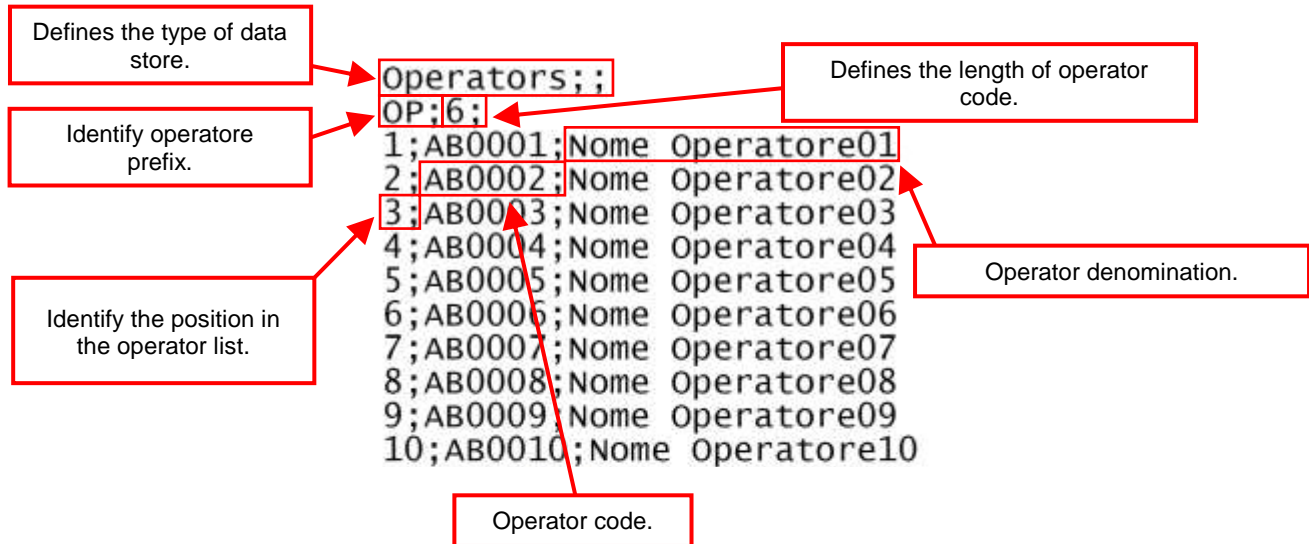 Defines the type of data
store.
Identify operatore
prefix.
Identify the position in
the operator list.
Operators;;
OP;6;
1;AB0001;Nome Operatore01
2;AB0002;Nome Operatore02
3;AB0003;Nome Operatore03
4;AB0004;Nome Operatore04
5;AB0005;Nome Operatore05
6;AB0006;Nome Operatore06
7;AB0007;Nome Operatore07
8;AB0008;Nome Operatore08
9;AB0009;Nome Operatore09
10;AB0010;Nome Operatore10
Defines the length of operator
code.
Operator denomination.
Operator code.